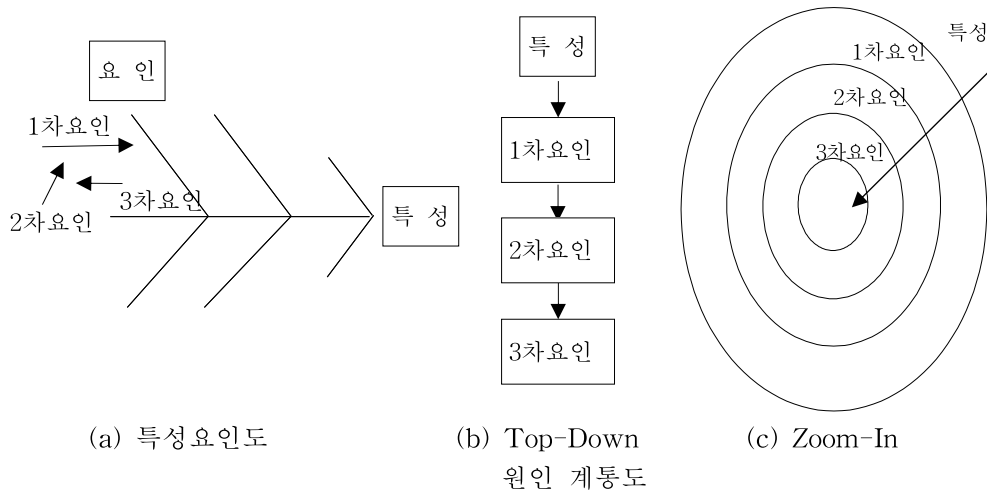 요 인
1차요인
3차요인
2차요인
특 성
(a) 특성요인도
특 성
1차요인
2차요인
3차요인
(b) Top-Down
원인 계통도
특성
1차요인
2차요인
3차요인
(c) Zoom-In